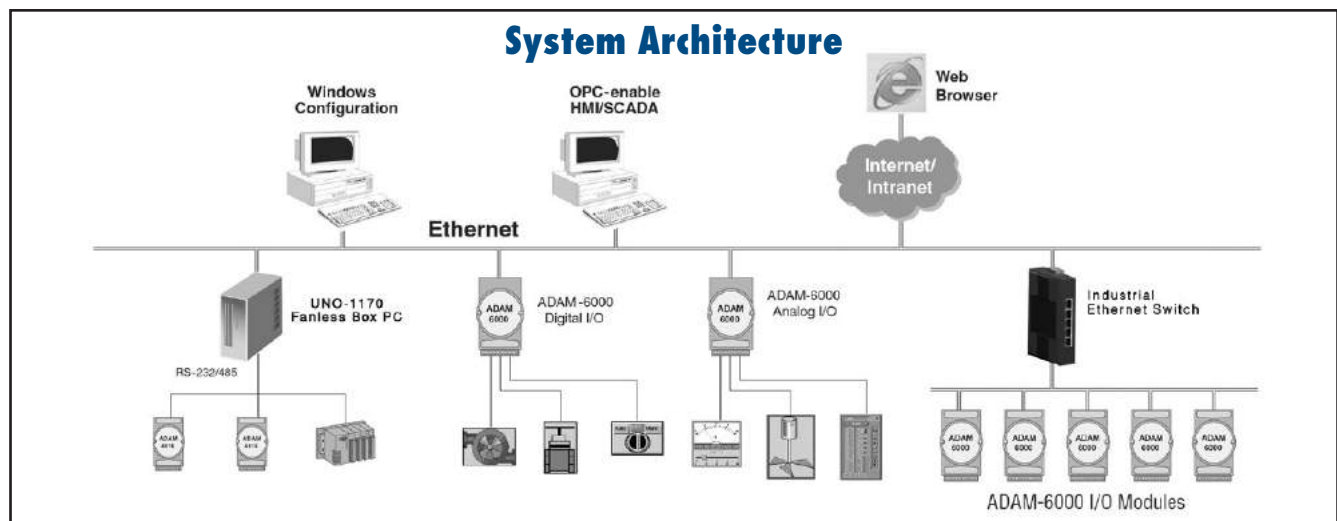 System Architecture
Windows
Configuration
OPC-enable
HMI/SCADA
Web
Browser
Internet/
Intranet
Ethernet
UNO-1170
Fanless Box PC
ADAM
6000
ADAM-6000
Digital I/O
ADAM
6000
ADAM-6000
Analog I/O
Industrial
Ethernet Switch
RS-232/485
ADAM
ADAM
ADAM
6000
ADAM
6000
ADAM
6000
ADAM
6000
ADAM
6000
ADAM-6000 I/O Modules